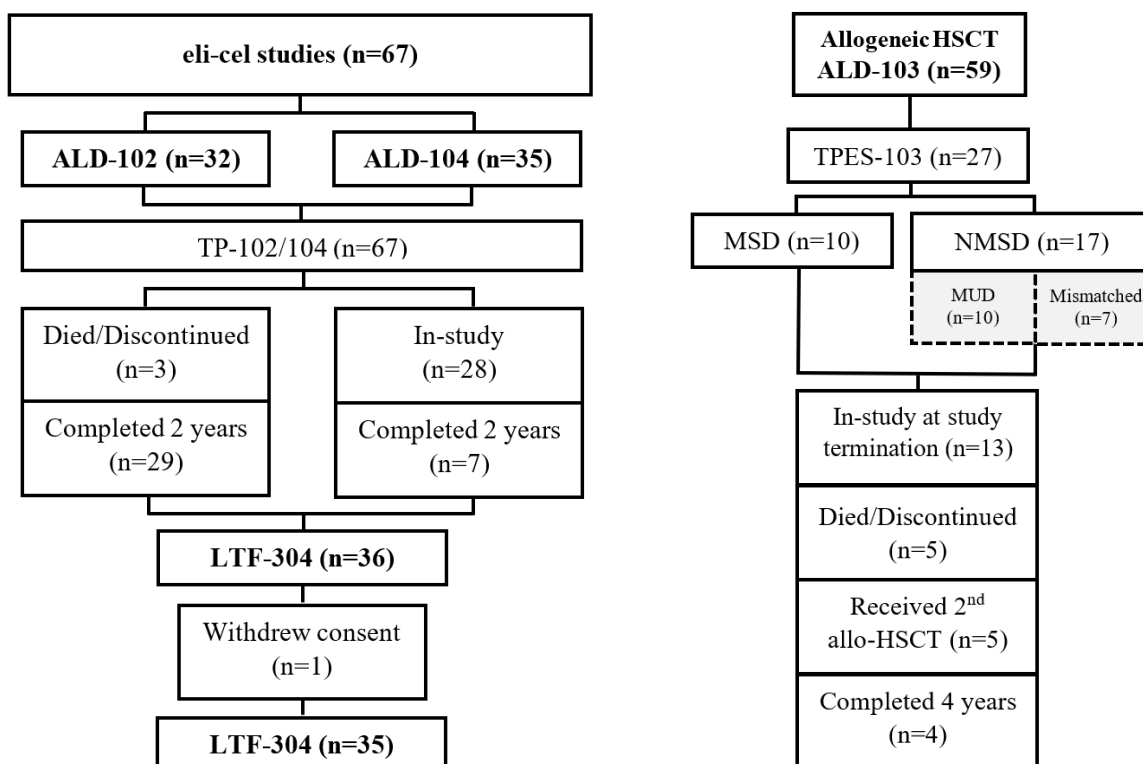 eli-cel studies (n=67)
ALD-102 (n=32)
ALD-104 (n=35)
TP-102/104 (n=67)
Died/Discontinued
(n=3)
Completed 2 years
(n=29)
In-study
(n=28)
Completed 2 years
(n=7)
LTF-304 (n=36)
Withdrew consent
(n=1)
LTF-304 (n=35)
Allogeneic HSCT
ALD-103 (n=59)
TPES-103 (n=27)
MSD (n=10)
NMSD (n=17)
MUD
(n=10)
Mismatched
(n=7)
In-study at study
termination (n=13)
Died/Discontinued
(n=5)
Received 2nd
allo-HSCT (n=5)
Completed 4 years
(n=4)